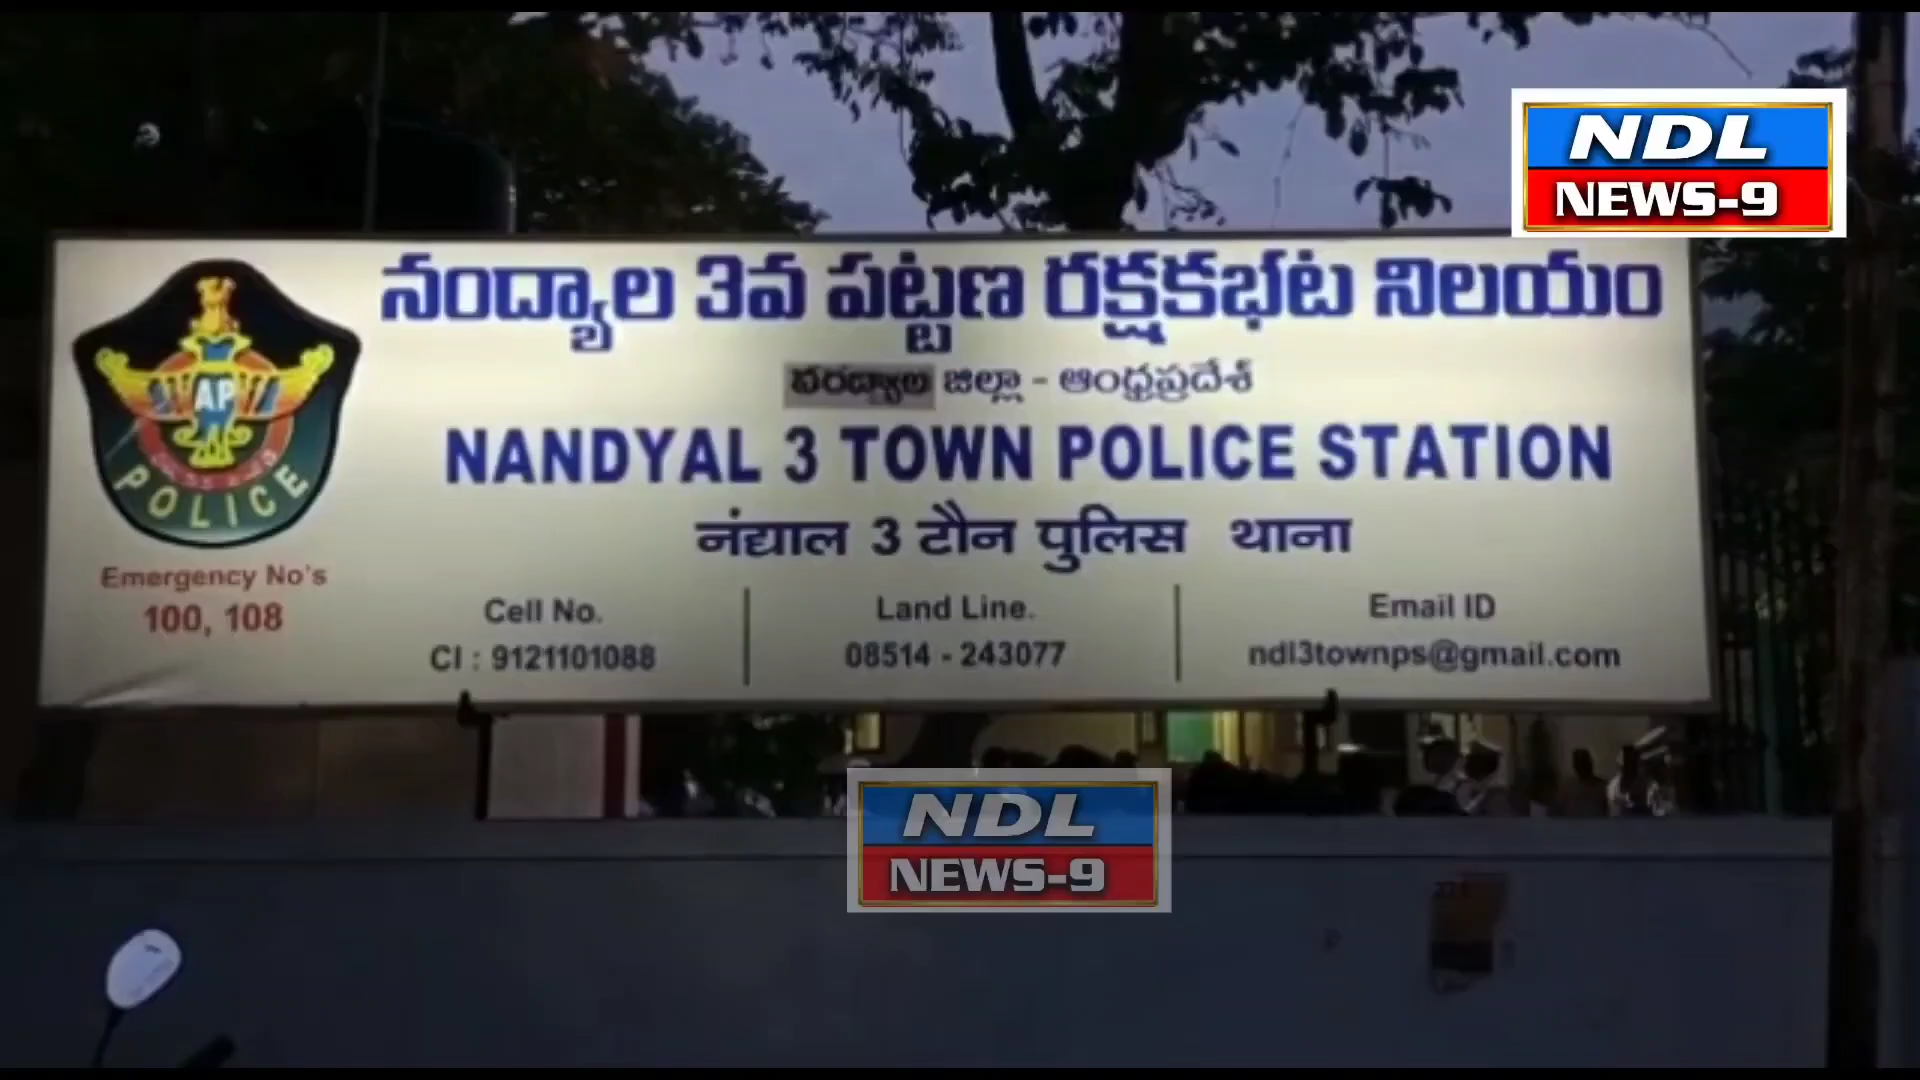 NDL
NEWS-9
నంద్యాల 3వ పట్టణ రక్షకభట నిలయం
నంద్యాల జిల్లా - ఆంధ్రప్రదేశ్
NANDYAL 3 TOWN POLICE STATION
नंद्याल 3 टौन पुलिस थाना
AP
POLICE
Emergency No's
100, 108
Cell No.
CI : 9121101088
Land Line.
08514 - 243077
Email ID
ndl3townps@gmail.com
NDL
NEWS-9